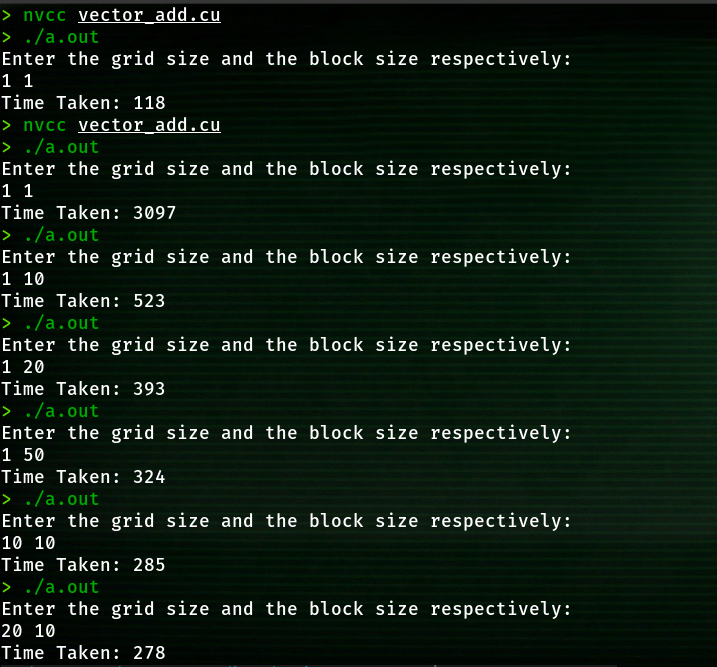 > nvcc vector_add.cu
> ./a.out
Enter the grid size and the block size respectively:
1 1
Time Taken: 118
> nvcc vector_add.cu
> ./a.out
Enter the grid size and the block size respectively:
1 1
Time Taken: 3097
> ./a.out
Enter the grid size and the block size respectively:
1 10
Time Taken: 523
> ./a.out
Enter the grid size and the block size respectively:
1 20
Time Taken: 393
> ./a.out
Enter the grid size and the block size respectively:
1 50
Time Taken: 324
> ./a.out
Enter the grid size and the block size respectively:
10 10
Time Taken: 285
> ./a.out
Enter the grid size and the block size respectively:
20 10
Time Taken: 278